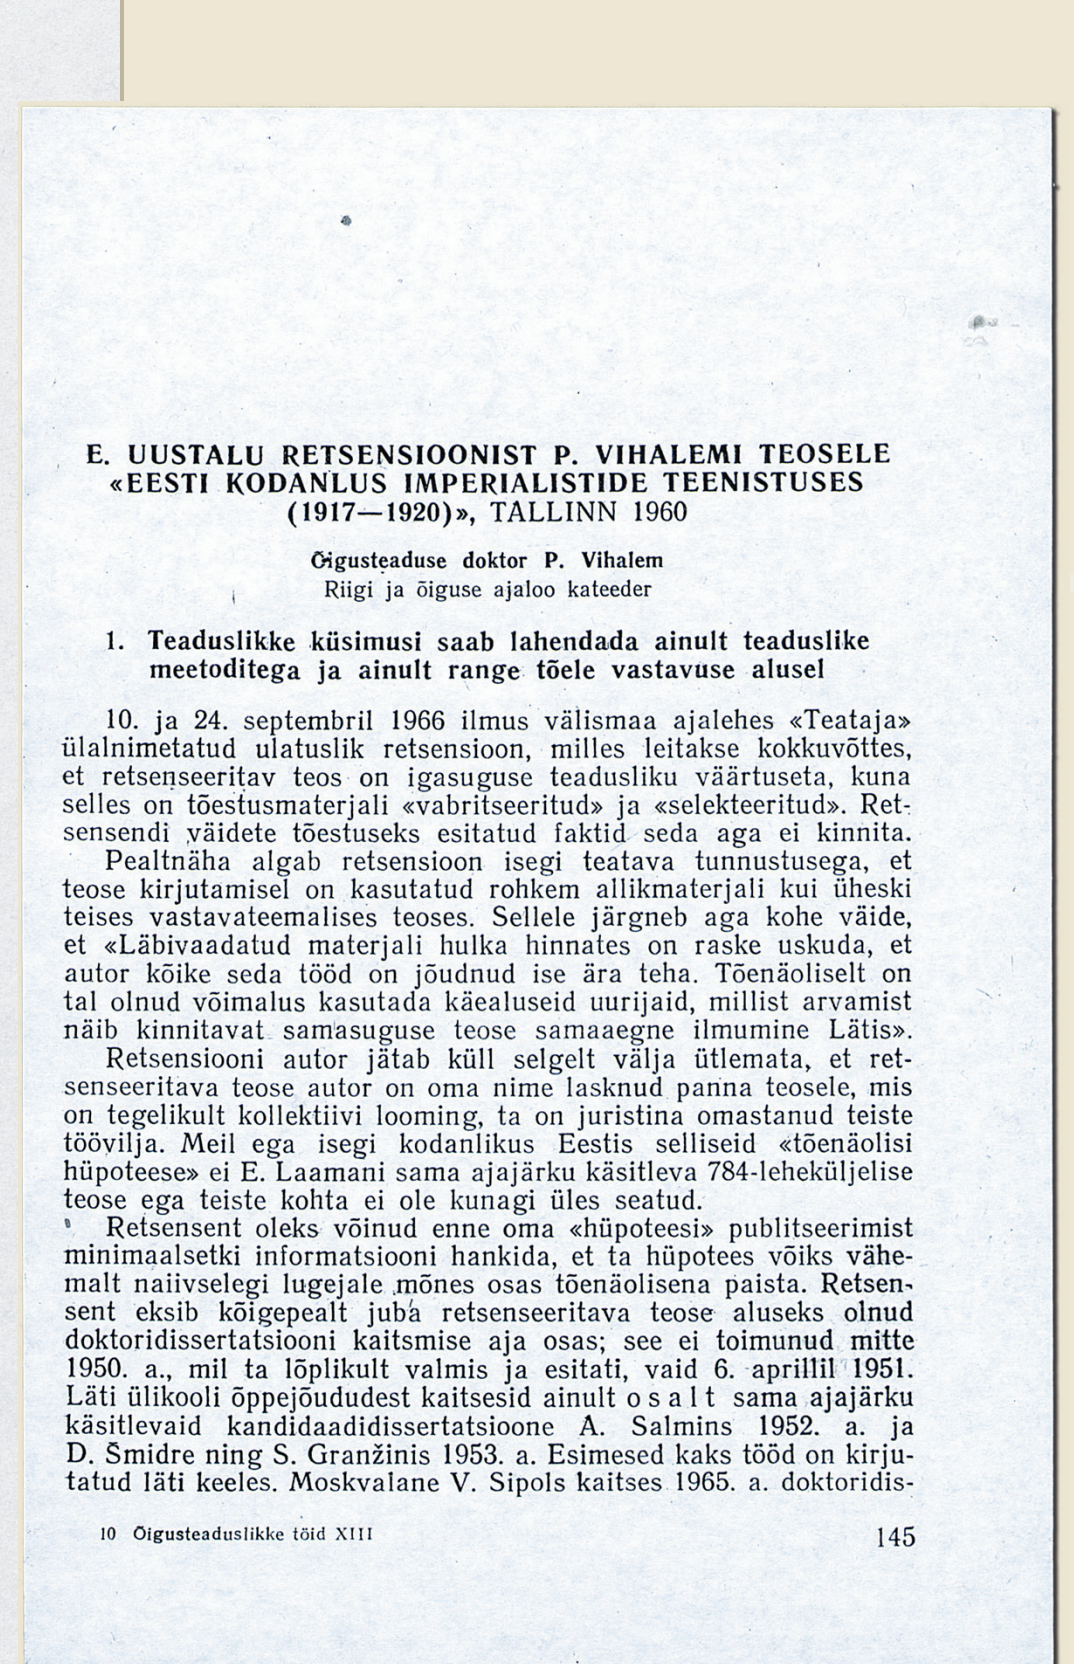 E. UUSTALU RETSENSIOONIST P. VIHALEMI TEOSELE
«EESTI KODANLUS IMPERIALISTIDE TEENISTUSES
(1917—1920)», TALLINN 1960
Õigusteaduse doktor P. Vihalem
Riigi ja õiguse ajaloo kateeder
1. Teaduslikke küsimusi saab lahendada ainult teaduslike
meetoditega ja ainult range tõele vastavuse alusel
10. ja 24. septembril 1966 ilmus välismaa ajalehes «Teataja»
ülalnimetatud ulatuslik retsensioon, milles leitakse kokkuvõttes,
et retsenseeritav teos on igasuguse teadusliku väärtuseta, kuna
selles on tõestusmaterjali «vabritseeritud» ja «selekteeritud». Ret-
sensendi väidete tõestuseks esitatud faktid seda aga ei kinnita.
Pealtnäha algab retsensioon isegi teatava tunnustusega, et
teose kirjutamisel on kasutatud rohkem allikmaterjali kui üheski
teises vastavateemalises teoses. Sellele järgneb aga kohe väide,
et «Läbivaadatud materjali hulka hinnates on raske uskuda, et
autor kõike seda tööd on jõudnud ise ära teha. Tõenäoliselt on
tal olnud võimalus kasutada käealuseid uurijaid, millist arvamist
näib kinnitavat samasuguse teose samaaegne ilmumine Lätis».
Retsensiooni autor jätab küll selgelt välja ütlemata, et ret-
senseeritava teose autor on oma nime lasknud panna teosele, mis
on tegelikult kollektiivi looming, ta on juristina omastanud teiste
töövilja. Meil ega isegi kodanlikus Eestis selliseid «tõenäolisi
hüpoteese» ei E. Laamani sama ajajärku käsitleva 784-leheküljelise
teose ega teiste kohta ei ole kunagi üles seatud.
Retsensent oleks võinud enne oma «hüpoteesi» publitseerimist
minimaalsetki informatsiooni hankida, et ta hüpotees võiks vähe-
malt naiivselegi lugejale mõnes osas tõenäolisena paista. Retsen-
sent eksib kõigepealt juba retsenseeritava teose aluseks olnud
doktoridissertatsiooni kaitsmise aja osas; see ei toimunud mitte
1950. a., mil ta lõplikult valmis ja esitati, vaid 6. aprillil 1951.
Läti ülikooli õppejõududest kaitsesid ainult osalt sama ajajärku
käsitlevaid kandidaadidissertatsioone A. Salmins 1952. a. ja
D. Šmidre ning S. Granžinis 1953. a. Esimesed kaks tööd on kirju-
tatud läti keeles. Moskvalane V. Sipols kaitses 1965. a. doktoridis-
10 Õigusteaduslikke töid XIII 145